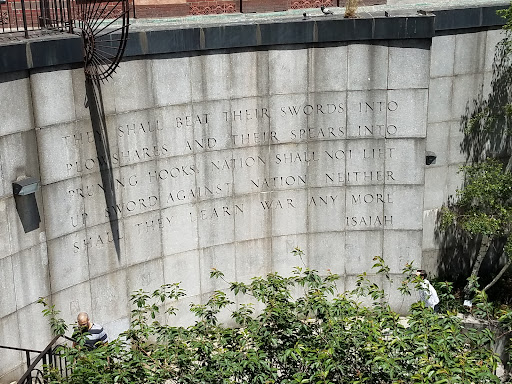 THEY SHALL BEAT THEIR SWORDS INTO
PLOWSHARES AND THEIR SPEARS INTO
PRUNING HOOKS. NATION SHALL NOT LIFT
UP SWORD AGAINST NATION NEITHER
SHALL THEY LEARN WAR ANY MORE
ISAIAH